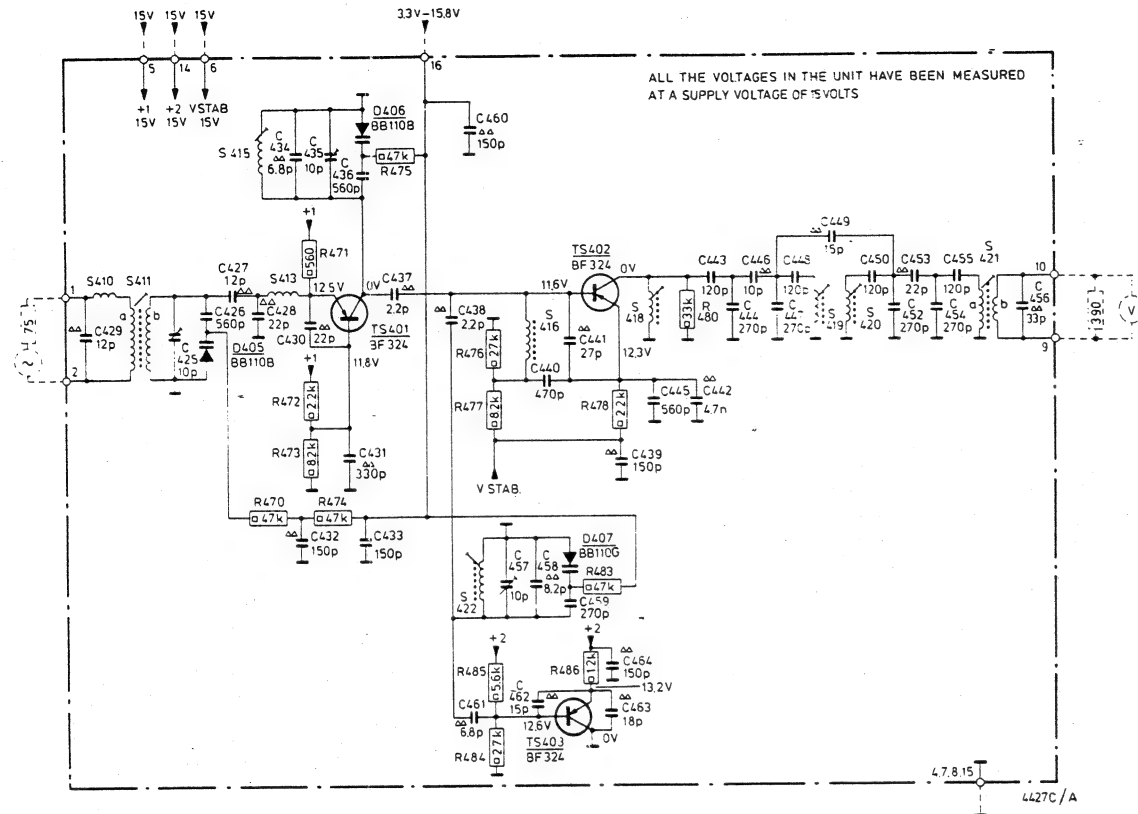 15V 15V 15V
3,3V-15,8V
5 14 6 16
+1 +2 VSTAB
15V 15V 15V
ALL THE VOLTAGES IN THE UNIT HAVE BEEN MEASURED
AT A SUPPLY VOLTAGE OF 15 VOLTS
D406
BB110B
C460
150p
S415
C
434
6,8p
C
435
10p
C
436
560p
47k
R475
+1
560
R471
C449
15p
TS402
BF324
0V
C443
120p
C446
10p
C448
120p
C450
120p
C453
22p
C455
120p
S
421
10
1
S410
S411
a
b
C427
12p
C426
560p
S413
12,5V
0V
C437
2,2p
11,6V
75
C429
12p
C
425
10p
D405
BB110B
C428
22p
C430
22p
TS401
BF324
11,8V
+1
2
C438
2,2p
R476
27k
S
416
C441
27p
C440
470p
12,3V
S
418
33k
R
480
C
444
270p
C
S
419
S
420
C
452
270p
C
454
270p
a
b
C
456
33p
390
V
9
R472
2,2k
R473
8,2k
C431
330p
R477
8,2k
R478
2,2k
C445
560p
C442
4,7n
C439
150p
V STAB.
R470
47k
R474
47k
C432
150p
C433
150p
D407
BB110G
C
457
10p
C
458
8,2p
R483
47k
S
422
C459
270p
+2
+2
R485
5,6k
R486
1,2k
C464
150p
13,2V
C
462
15p
C461
6,8p
C463
18p
12,6V
0V
R484
27k
TS403
BF324
4,7,8,15
4427C/A